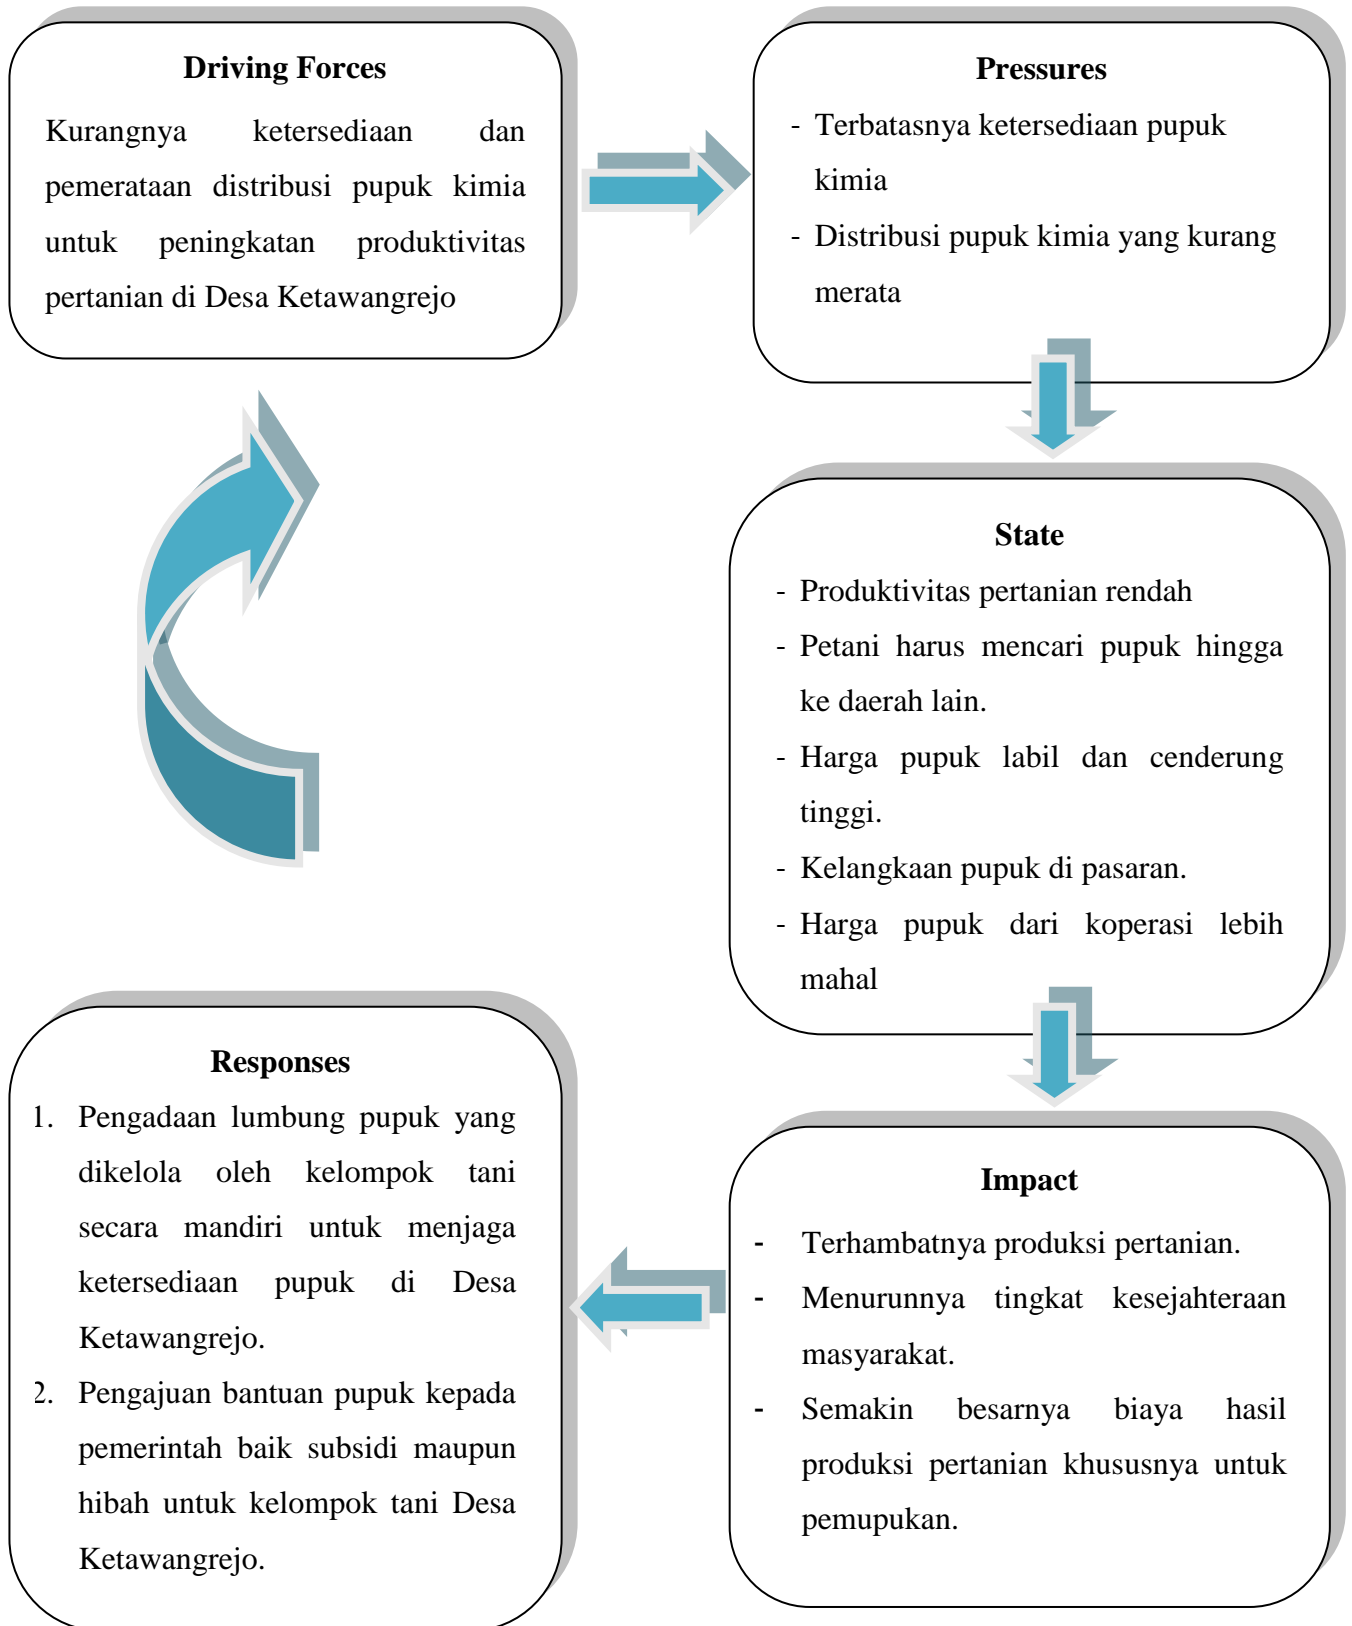 Driving Forces
Kurangnya ketersediaan dan
pemerataan distribusi pupuk kimia
untuk peningkatan produktivitas
pertanian di Desa Ketawangrejo
Pressures
- Terbatasnya ketersediaan pupuk
kimia
- Distribusi pupuk kimia yang kurang
merata
State
- Produktivitas pertanian rendah
- Petani harus mencari pupuk hingga
ke daerah lain.
- Harga pupuk labil dan cenderung
tinggi.
- Kelangkaan pupuk di pasaran.
- Harga pupuk dari koperasi lebih
mahal
Impact
- Terhambatnya produksi pertanian.
- Menurunnya tingkat kesejahteraan
masyarakat.
- Semakin besarnya biaya hasil
produksi pertanian khususnya untuk
pemupukan.
Responses
1. Pengadaan lumbung pupuk yang
dikelola oleh kelompok tani
secara mandiri untuk menjaga
ketersediaan pupuk di Desa
Ketawangrejo.
2. Pengajuan bantuan pupuk kepada
pemerintah baik subsidi maupun
hibah untuk kelompok tani Desa
Ketawangrejo.